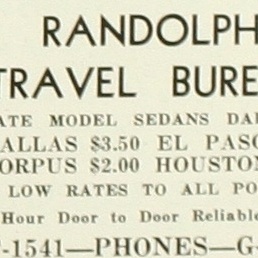 RANDOLPH
TRAVEL BURE
ATE MODEL SEDANS DA
ALLAS $3.50 EL PASO
ORPUS $2.00 HOUSTON
LOW RATES TO ALL PO
Hour Door to Door Reliable
-1541—PHONES—G-